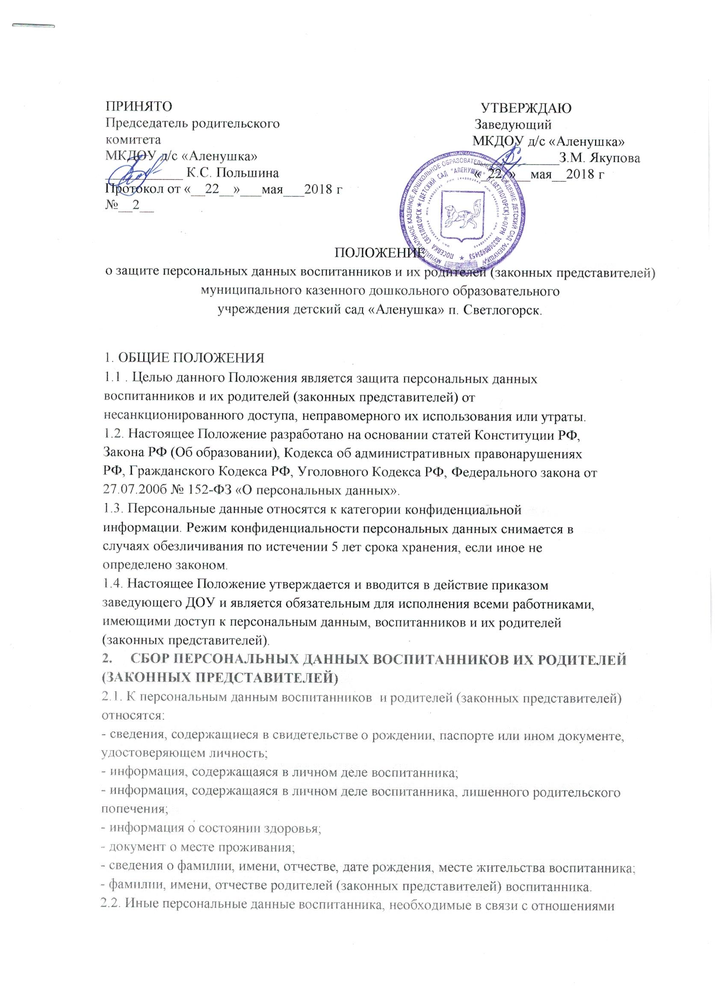 ПРИНЯТО
Председатель родительского
комитета
МКДОУ д/с «Аленушка»
___________ К.С. Польшина
Протокол от «__22__»___мая___2018 г
№__2__
УТВЕРЖДАЮ
Заведующий
МКДОУ д/с «Аленушка»
____________З.М. Якупова
«_22_»__мая__2018 г
МУНИЦИПАЛЬНОЕ КАЗЕННОЕ ДОШКОЛЬНОЕ ОБРАЗОВАТЕЛЬНОЕ УЧРЕЖДЕНИЕ ДЕТСКИЙ САД "АЛЕНУШКА"
ПОСЕЛКА СВЕТЛОГОРСК * (ДЕТСКИЙ САД "АЛЕНУШКА" П.СВЕТЛОГОРСК) * ОГРН 1032400921453 *
ПОЛОЖЕНИЕ
о защите персональных данных воспитанников и их родителей (законных представителей)
муниципального казенного дошкольного образовательного
учреждения детский сад «Аленушка» п. Светлогорск.
1. ОБЩИЕ ПОЛОЖЕНИЯ
1.1 . Целью данного Положения является защита персональных данных
воспитанников и их родителей (законных представителей) от
несанкционированного доступа, неправомерного их использования или утраты.
1.2. Настоящее Положение разработано на основании статей Конституции РФ,
Закона РФ (Об образовании), Кодекса об административных правонарушениях
РФ, Гражданского Кодекса РФ, Уголовного Кодекса РФ, Федерального закона от
27.07.200б № 152-ФЗ «О персональных данных».
1.3. Персональные данные относятся к категории конфиденциальной
информации. Режим конфиденциальности персональных данных снимается в
случаях обезличивания по истечении 5 лет срока хранения, если иное не
определено законом.
1.4. Настоящее Положение утверждается и вводится в действие приказом
заведующего ДОУ и является обязательным для исполнения всеми работниками,
имеющими доступ к персональным данным, воспитанников и их родителей
(законных представителей).
2. СБОР ПЕРСОНАЛЬНЫХ ДАННЫХ ВОСПИТАННИКОВ ИХ РОДИТЕЛЕЙ
(ЗАКОННЫХ ПРЕДСТАВИТЕЛЕЙ)
2.1. К персональным данным воспитанников и родителей (законных представителей)
относятся:
- сведения, содержащиеся в свидетельстве о рождении, паспорте или ином документе,
удостоверяющем личность;
- информация, содержащаяся в личном деле воспитанника;
- информация, содержащаяся в личном деле воспитанника, лишенного родительского
попечения;
- информация о состоянии здоровья;
- документ о месте проживания;
- сведения о фамилии, имени, отчестве, дате рождения, месте жительства воспитанника;
- фамилии, имени, отчестве родителей (законных представителей) воспитанника.
2.2. Иные персональные данные воспитанника, необходимые в связи с отношениями